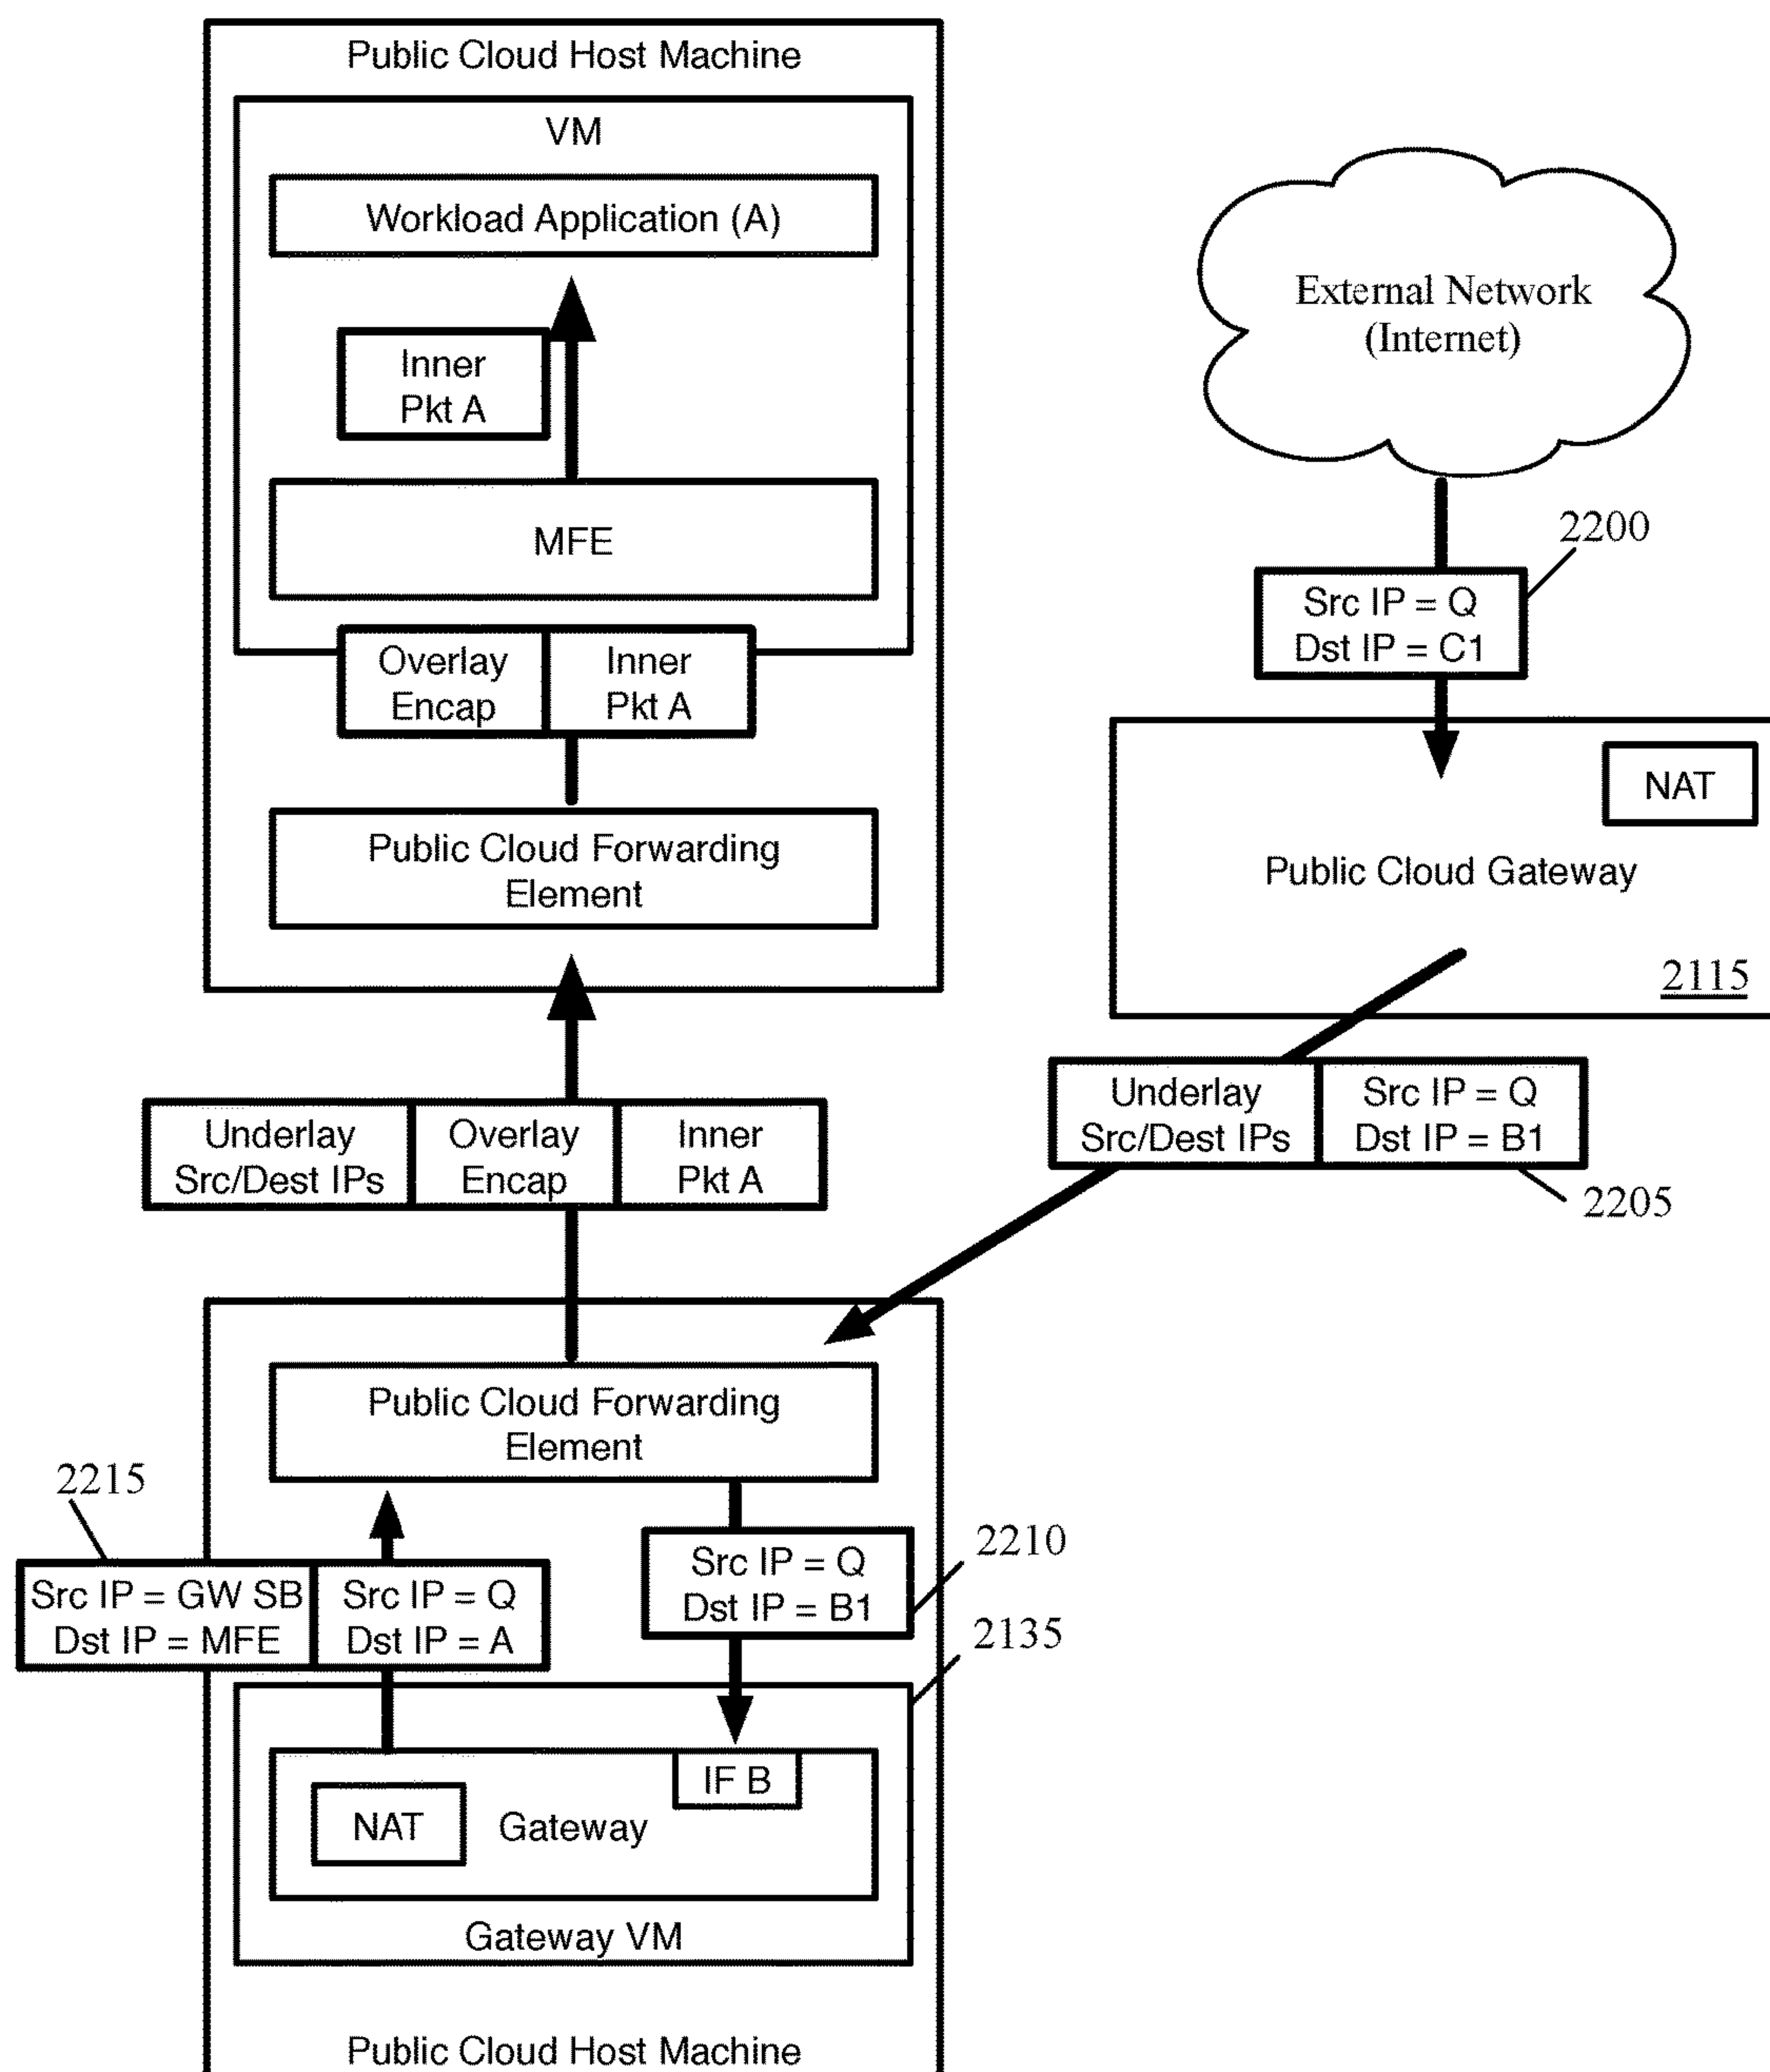 Public Cloud Host Machine
VM
Workload Application (A)
Inner
Pkt A
MFE
Overlay
Encap
Inner
Pkt A
Public Cloud Forwarding
Element
External Network
(Internet)
2200
Src IP = Q
Dst IP = C1
NAT
Public Cloud Gateway
2115
Underlay
Src/Dest IPs
Src IP = Q
Dst IP = B1
2205
Underlay
Src/Dest IPs
Overlay
Encap
Inner
Pkt A
Public Cloud Forwarding
Element
2215
Src IP = GW SB
Dst IP = MFE
Src IP = Q
Dst IP = A
Src IP = Q
Dst IP = B1
2210
2135
IF B
NAT
Gateway
Gateway VM
Public Cloud Host Machine